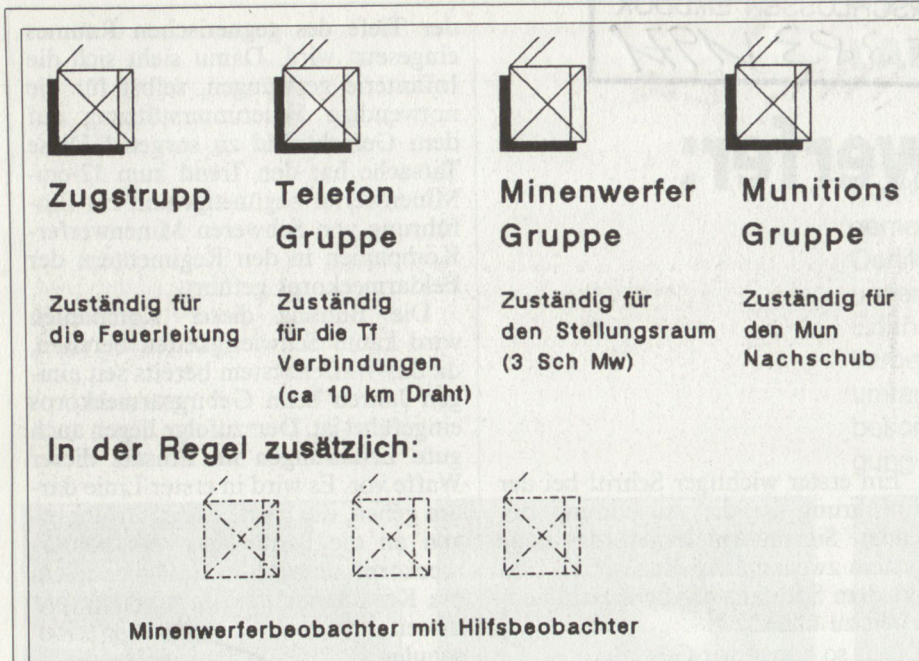 Zugstrupp
Zuständig für
die Feuerleitung
Telefon
Gruppe
Zuständig
für die Tf
Verbindungen
(ca 10 km Draht)
Minenwerfer
Gruppe
Zuständig für
den Stellungsraum
(3 Sch Mw)
Munitions
Gruppe
Zuständig für
den Mun
Nachschub
In der Regel zusätzlich:
Minenwerferbeobachter mit Hilfsbeobachter